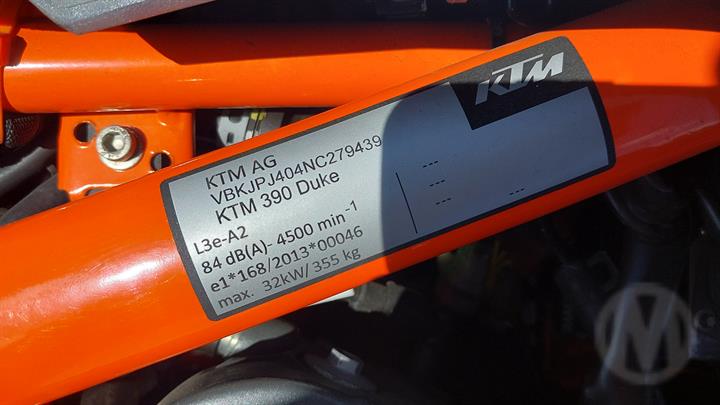 KTM
KTM AG
VBKJPJ404NC279439
KTM 390 Duke
L3e-A2
84 dB(A)- 4500 min⁻¹
e1*168/2013*00046
max. 32kW/ 355 kg
---
---
---
---
M